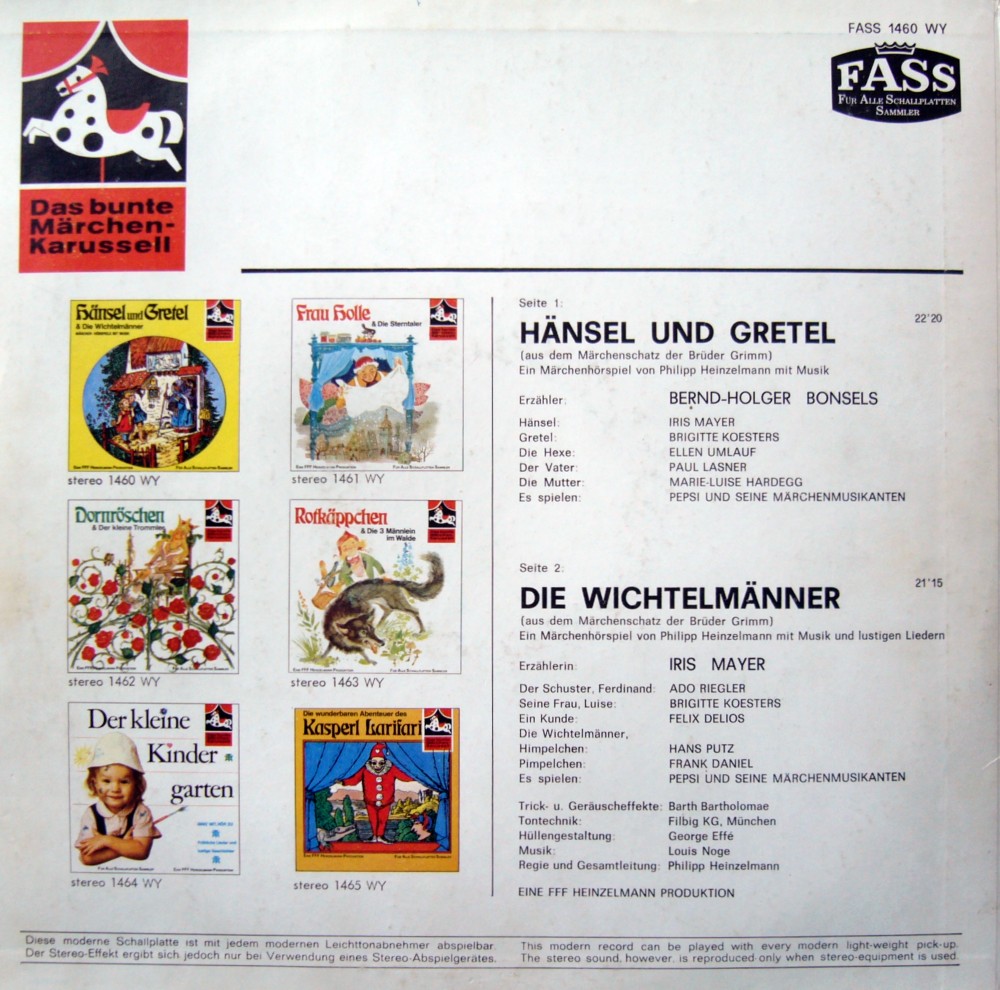 FASS 1460 WY
FASS
FÜR ALLE SCHALLPLATTEN
SAMMLER
Das bunte
Märchen-
Karussell
Hänsel und Gretel
& Die Wichtelmänner
stereo 1460 WY
Frau Holle
& Die Sterntaler
stereo 1461 WY
Dornröschen
& Der kleine Trommler
stereo 1462 WY
Rotkäppchen
& Die 3 Männlein
im Walde
stereo 1463 WY
Der kleine
Kinder
garten
stereo 1464 WY
Die wunderbaren Abenteuer des
Kasperl Larifari
stereo 1465 WY
Seite 1:
22'20
HÄNSEL UND GRETEL
(aus dem Märchenschatz der Brüder Grimm)
Ein Märchenhörspiel von Philipp Heinzelmann mit Musik
Erzähler: BERND-HOLGER BONSELS
Hänsel: IRIS MAYER
Gretel: BRIGITTE KOESTERS
Die Hexe: ELLEN UMLAUF
Der Vater: PAUL LASNER
Die Mutter: MARIE-LUISE HARDEGG
Es spielen: PEPSI UND SEINE MÄRCHENMUSIKANTEN
Seite 2:
21'15
DIE WICHTELMÄNNER
(aus dem Märchenschatz der Brüder Grimm)
Ein Märchenhörspiel von Philipp Heinzelmann mit Musik und lustigen Liedern
Erzählerin: IRIS MAYER
Der Schuster, Ferdinand: ADO RIEGLER
Seine Frau, Luise: BRIGITTE KOESTERS
Ein Kunde: FELIX DELIOS
Die Wichtelmänner,
Himpelchen: HANS PUTZ
Pimpelchen: FRANK DANIEL
Es spielen: PEPSI UND SEINE MÄRCHENMUSIKANTEN
Trick- u. Geräuscheffekte: Barth Bartholomae
Tontechnik: Filbig KG, München
Hüllengestaltung: George Effé
Musik: Louis Noge
Regie und Gesamtleitung: Philipp Heinzelmann
EINE FFF HEINZELMANN PRODUKTION
Diese moderne Schallplatte ist mit jedem modernen Leichttonabnehmer abspielbar.
Der Stereo-Effekt ergibt sich jedoch nur bei Verwendung eines Stereo-Abspielgerätes.
This modern record can be played with every modern light-weight pick-up.
The stereo sound, however, is reproduced only when stereo-equipment is used.